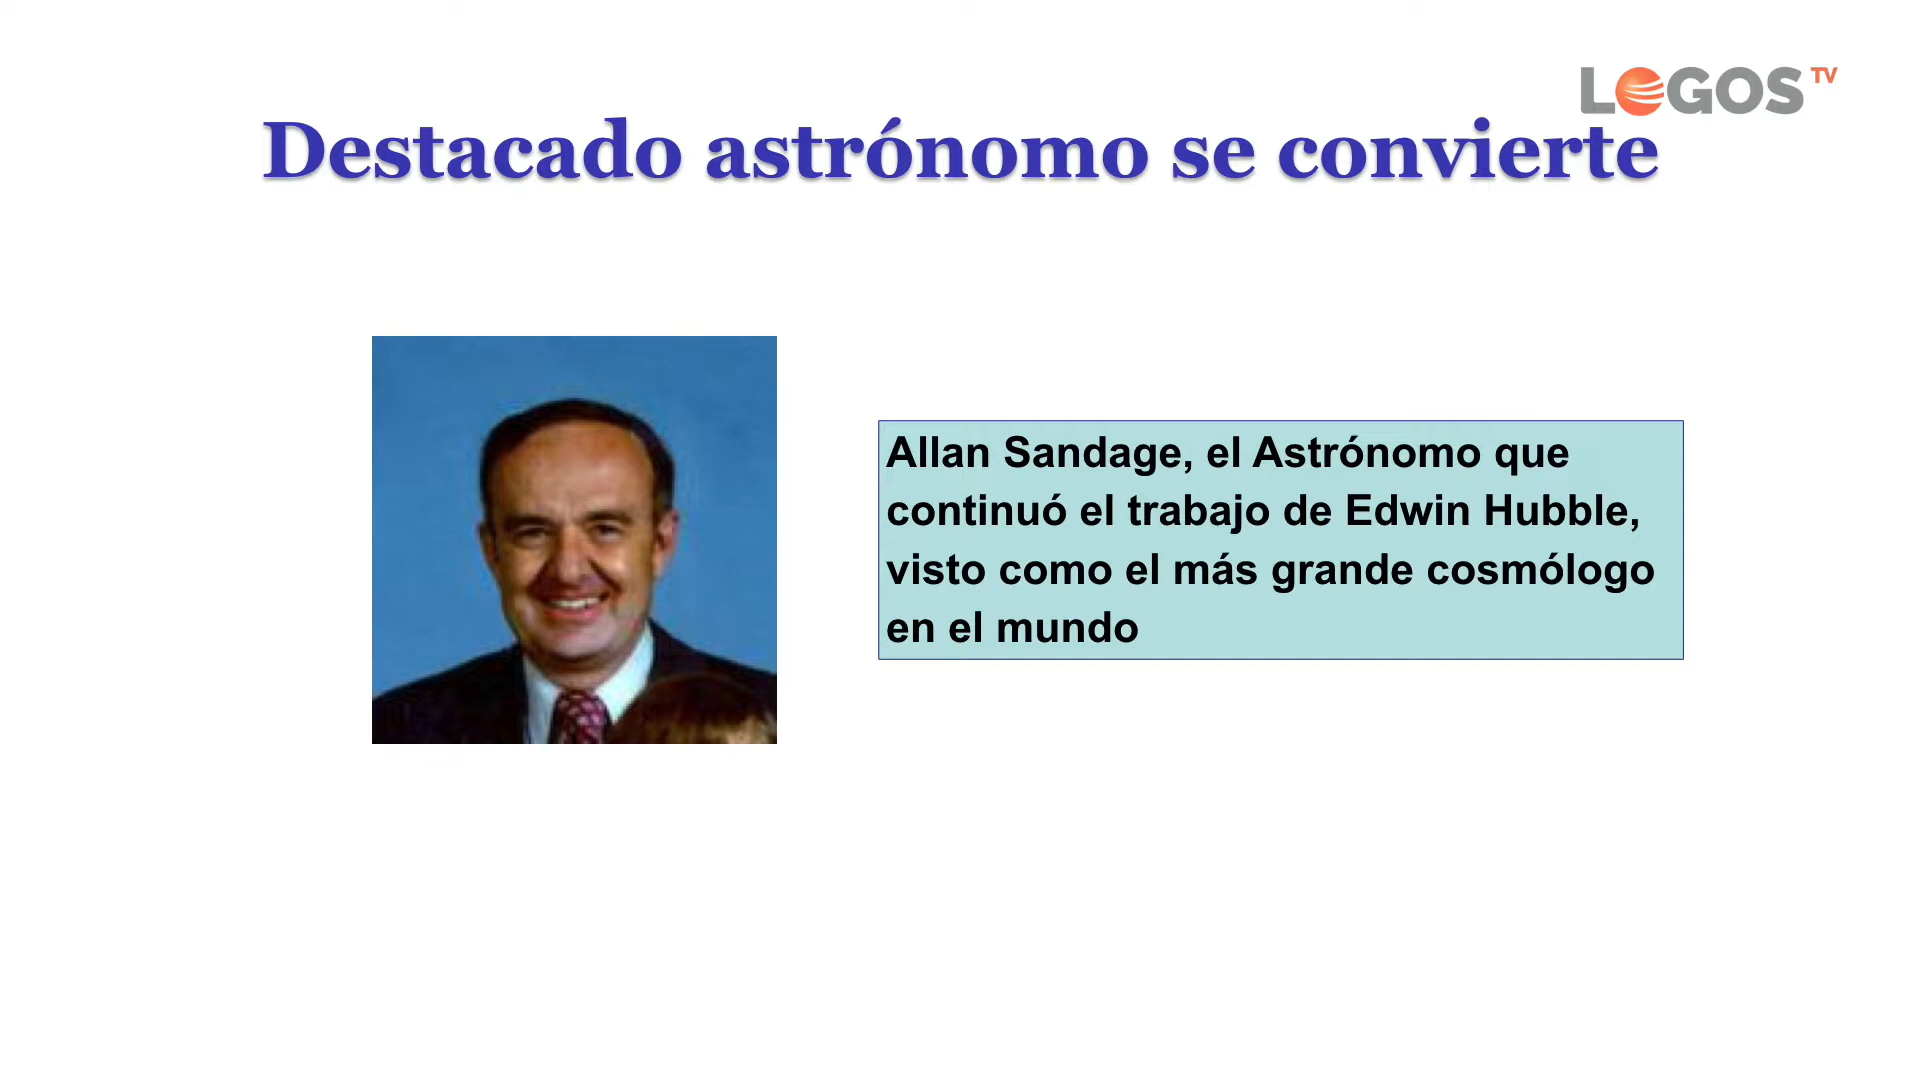 LOGOS TV
Destacado astrónomo se convierte
Allan Sandage, el Astrónomo que
continuó el trabajo de Edwin Hubble,
visto como el más grande cosmólogo
en el mundo